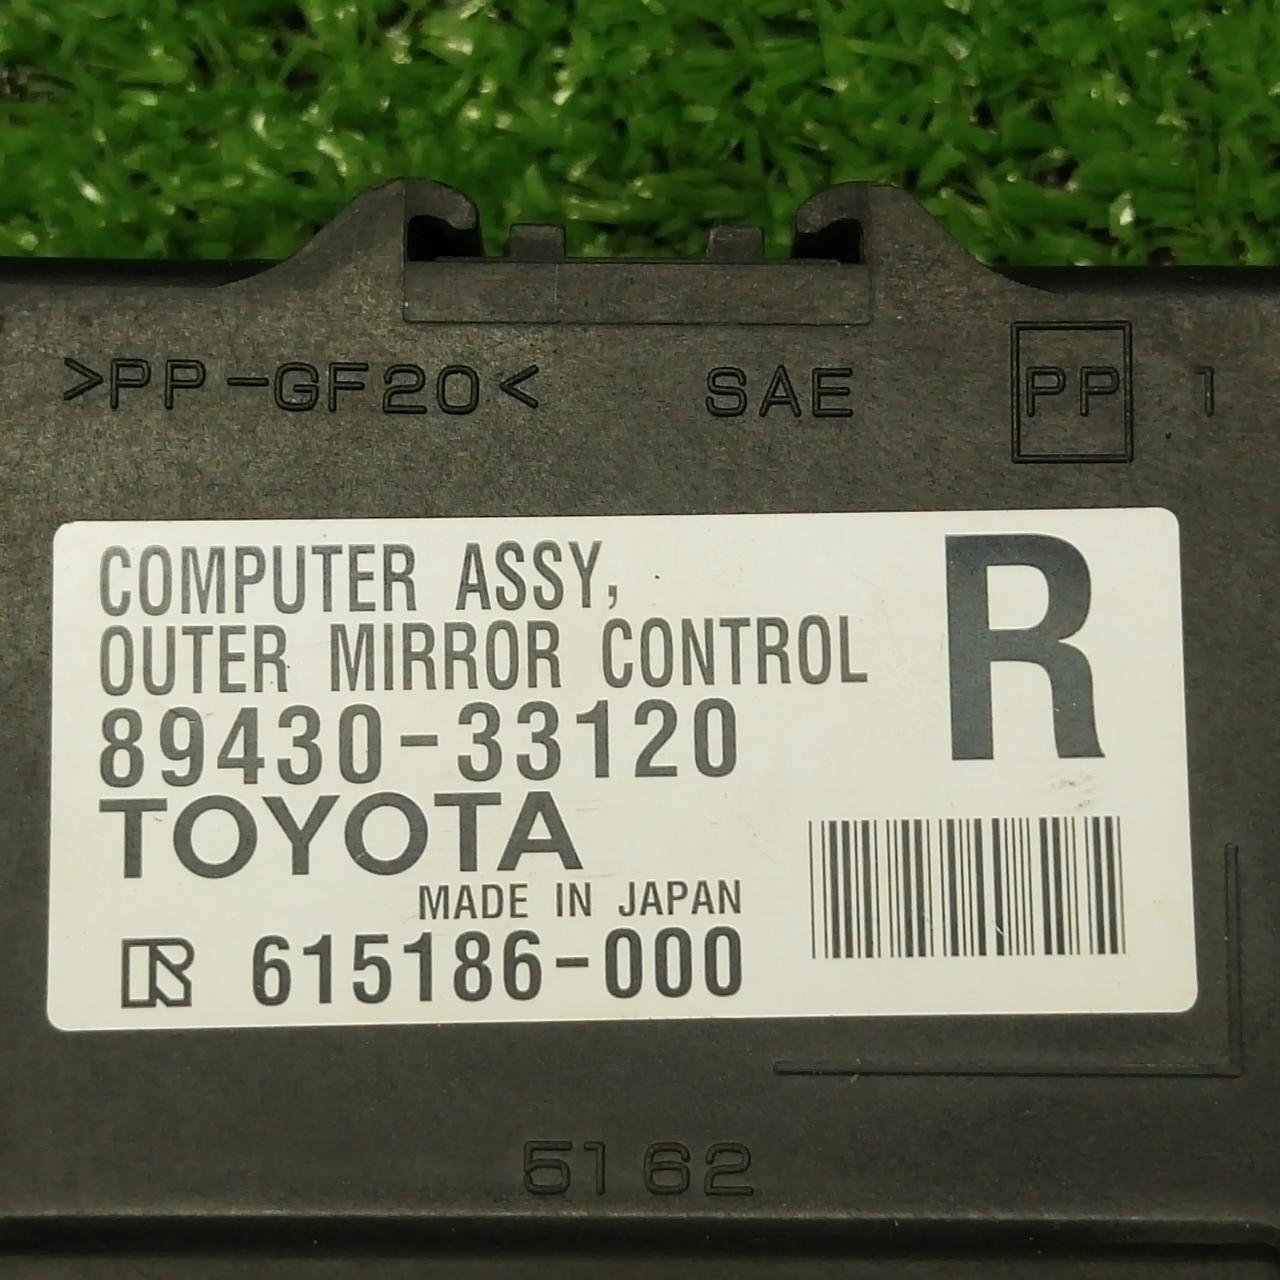 >PP-GF20< SAE PP 1
COMPUTER ASSY,
OUTER MIRROR CONTROL
R
89430-33120
TOYOTA
MADE IN JAPAN
R 615186-000
5162